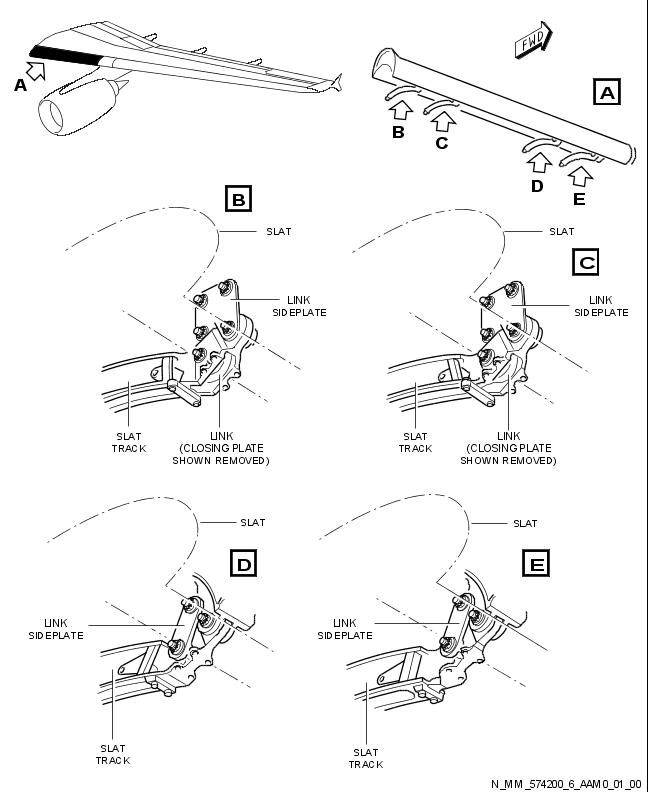 FWD
A
A
B
C
D
E
B
SLAT
LINK
SIDEPLATE
SLAT
TRACK
LINK
(CLOSING PLATE
SHOWN REMOVED)
SLAT
C
LINK
SIDEPLATE
SLAT
TRACK
LINK
(CLOSING PLATE
SHOWN REMOVED)
SLAT
D
LINK
SIDEPLATE
SLAT
TRACK
SLAT
E
LINK
SIDEPLATE
SLAT
TRACK
N_MM_574200_6_AAM0_01_00